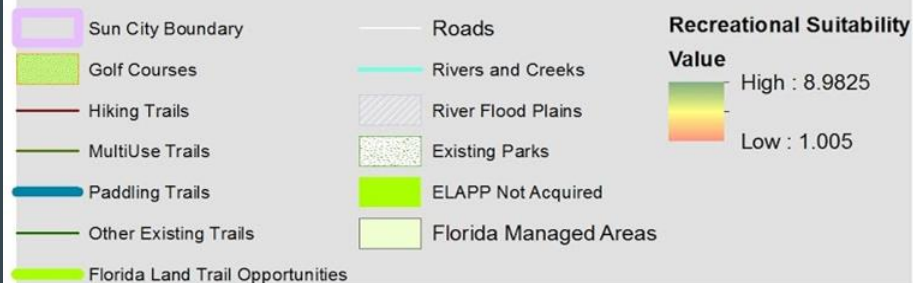 Sun City Boundary
Golf Courses
Hiking Trails
MultiUse Trails
Paddling Trails
Other Existing Trails
Florida Land Trail Opportunities
Roads
Rivers and Creeks
River Flood Plains
Existing Parks
ELAPP Not Acquired
Florida Managed Areas
Recreational Suitability
Value
High : 8.9825
Low : 1.005